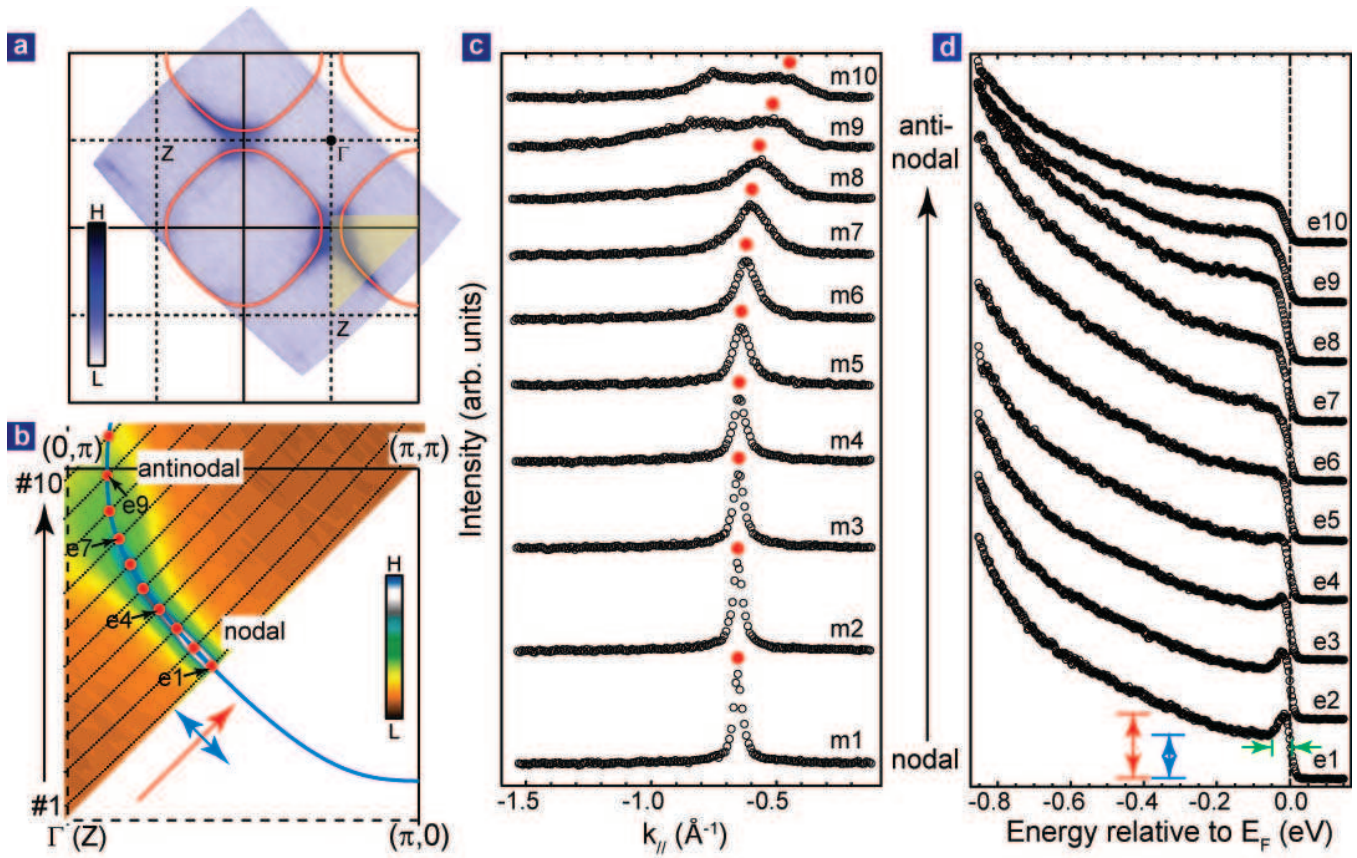 a
Z
Γ
H
L
Z
b
(0,π)
(π,π)
#10
antinodal
e9
e7
H
e4
nodal
e1
L
#1
Γ (Z)
(π,0)
c
m10
m9
m8
m7
m6
m5
m4
m3
m2
m1
Intensity (arb. units)
-1.5
-1.0
-0.5
k// (Å-1)
anti-
nodal
nodal
d
e10
e9
e8
e7
e6
e5
e4
e3
e2
e1
-0.8
-0.6
-0.4
-0.2
0.0
Energy relative to EF (eV)